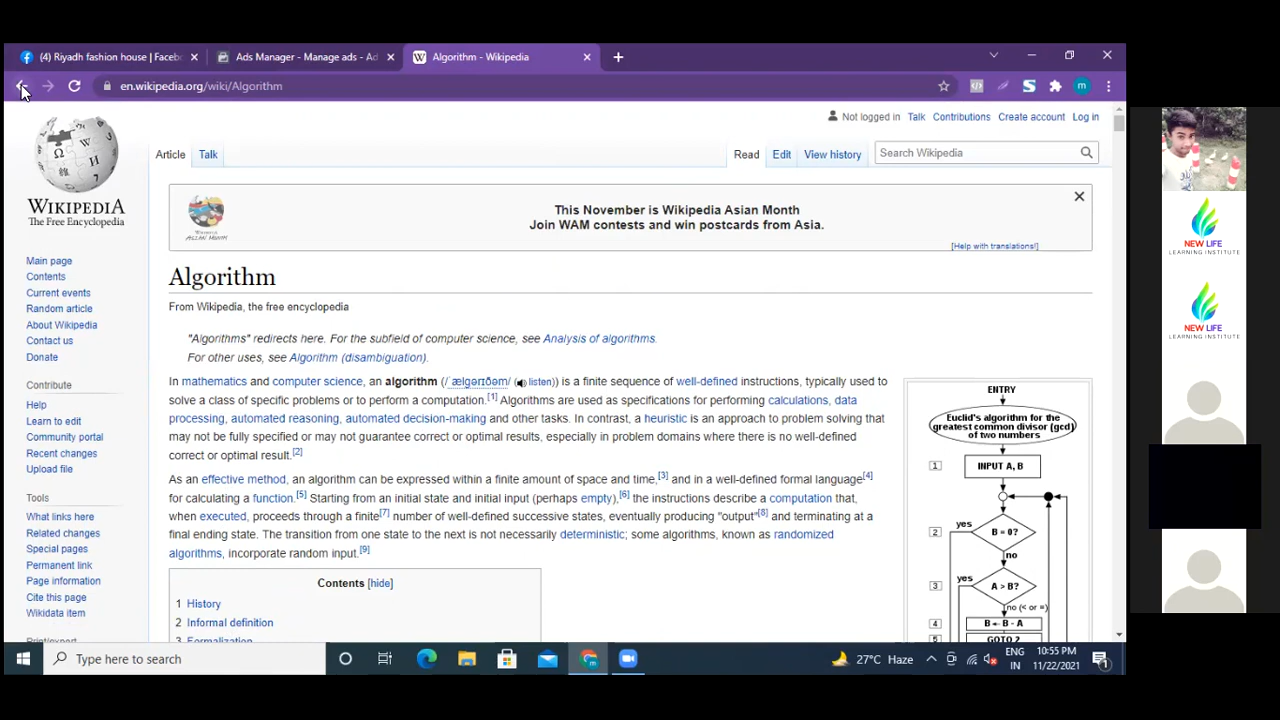 (4) Riyadh fashion house | Facebo
Ads Manager - Manage ads - Ad
Algorithm - Wikipedia
en.wikipedia.org/wiki/Algorithm
m
Not logged in Talk Contributions Create account Log in
Article Talk
Read Edit View history
Search Wikipedia
WIKIPEDIA
The Free Encyclopedia
This November is Wikipedia Asian Month
Join WAM contests and win postcards from Asia.
[Help with translations!]
Main page
Contents
Current events
Random article
About Wikipedia
Contact us
Donate
Contribute
Help
Learn to edit
Community portal
Recent changes
Upload file
Tools
What links here
Related changes
Special pages
Permanent link
Page information
Cite this page
Wikidata item
Print/export
Algorithm
From Wikipedia, the free encyclopedia
"Algorithms" redirects here. For the subfield of computer science, see Analysis of algorithms.
For other uses, see Algorithm (disambiguation).
In mathematics and computer science, an algorithm (/ˈælɡərɪðəm/ (listen)) is a finite sequence of well-defined instructions, typically used to
solve a class of specific problems or to perform a computation.[1] Algorithms are used as specifications for performing calculations, data
processing, automated reasoning, automated decision-making and other tasks. In contrast, a heuristic is an approach to problem solving that
may not be fully specified or may not guarantee correct or optimal results, especially in problem domains where there is no well-defined
correct or optimal result.[2]
As an effective method, an algorithm can be expressed within a finite amount of space and time,[3] and in a well-defined formal language[4]
for calculating a function.[5] Starting from an initial state and initial input (perhaps empty),[6] the instructions describe a computation that,
when executed, proceeds through a finite[7] number of well-defined successive states, eventually producing "output"[8] and terminating at a
final ending state. The transition from one state to the next is not necessarily deterministic; some algorithms, known as randomized
algorithms, incorporate random input.[9]
Contents [hide]
1 History
2 Informal definition
3 Formalization
ENTRY
Euclid's algorithm for the
greatest common divisor (gcd)
of two numbers
1 INPUT A, B
yes
2 B = 0?
no
yes
3 A > B?
no (< or =)
4 B ← B - A
5 GOTO 2
NEW LIFE
LEARNING INSTITUTE
NEW LIFE
LEARNING INSTITUTE
Type here to search
27°C Haze
ENG
IN
10:55 PM
11/22/2021
1